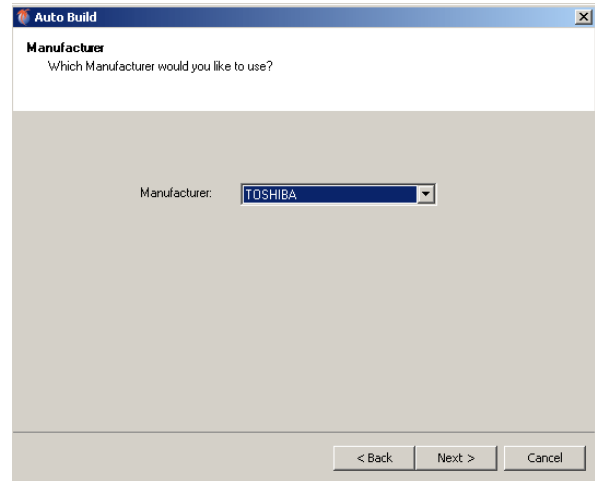 Auto Build
Manufacturer
Which Manufacturer would you like to use?
Manufacturer:
TOSHIBA
< Back
Next >
Cancel